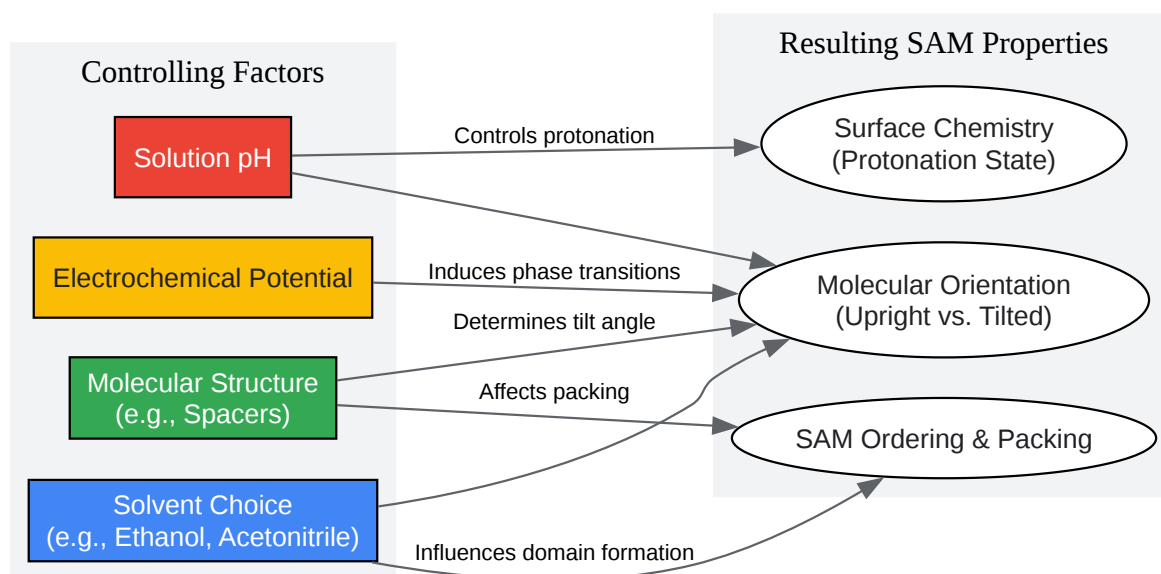 Controlling Factors
Solution pH
Electrochemical Potential
Molecular Structure
(e.g., Spacers)
Solvent Choice
(e.g., Ethanol, Acetonitrile)
Controls protonation
Induces phase transitions
Determines tilt angle
Affects packing
Influences domain formation
Resulting SAM Properties
Surface Chemistry
(Protonation State)
Molecular Orientation
(Upright vs. Tilted)
SAM Ordering & Packing